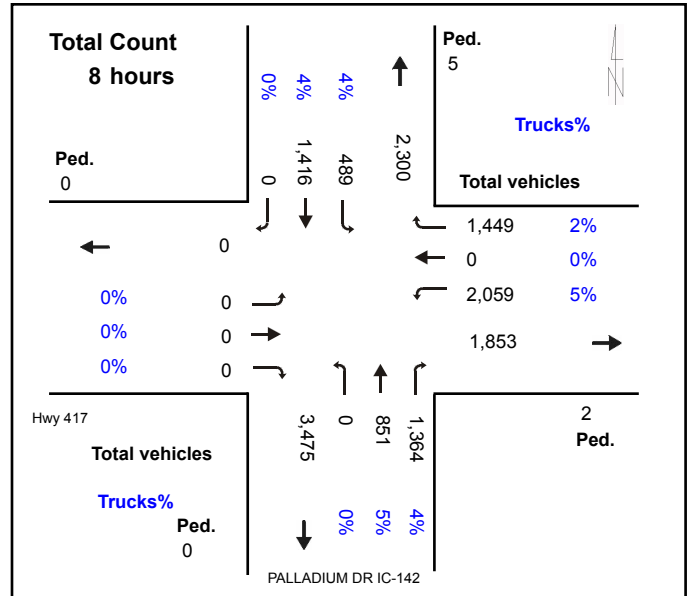 Total Count
8 hours
Ped.
5
N
0% 4% 4%
0 1,416 489 2,300
Trucks%
Ped.
0
Total vehicles
1,449 2%
0
0 0%
0% 0
2,059 5%
0% 0
1,853
0% 0
Hwy 417
3,475 0 851 1,364
2
Ped.
Total vehicles
Trucks%
0% 5% 4%
Ped.
0
PALLADIUM DR IC-142